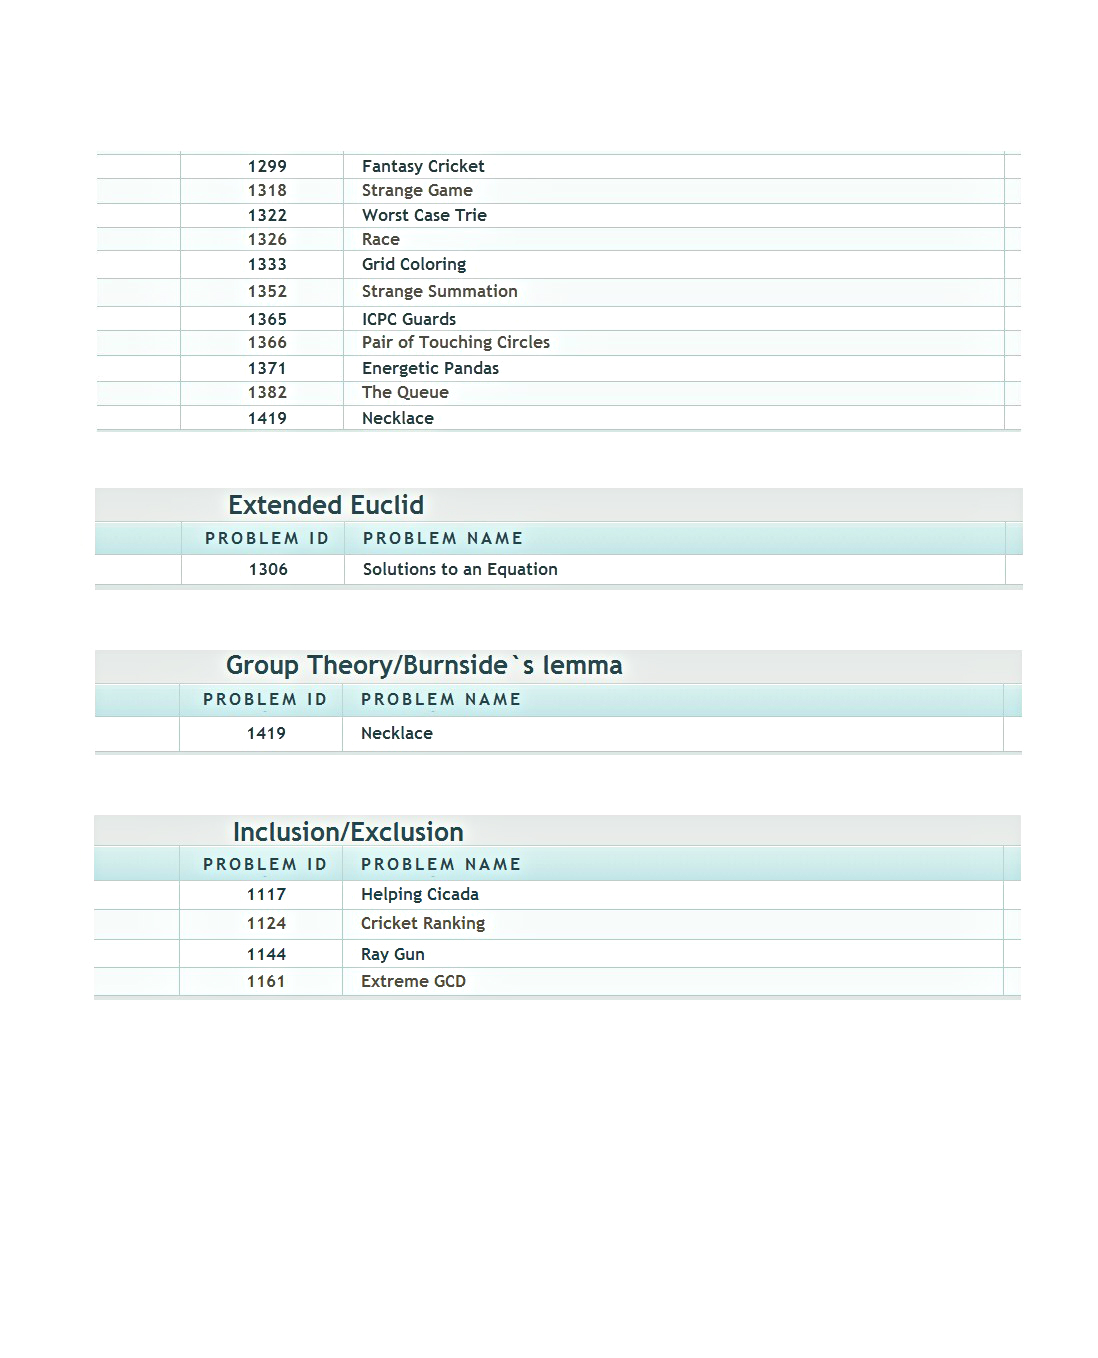 1299 Fantasy Cricket
1318 Strange Game
1322 Worst Case Trie
1326 Race
1333 Grid Coloring
1352 Strange Summation
1365 ICPC Guards
1366 Pair of Touching Circles
1371 Energetic Pandas
1382 The Queue
1419 Necklace
Extended Euclid
PROBLEM ID PROBLEM NAME
1306 Solutions to an Equation
Group Theory/Burnside`s lemma
PROBLEM ID PROBLEM NAME
1419 Necklace
Inclusion/Exclusion
PROBLEM ID PROBLEM NAME
1117 Helping Cicada
1124 Cricket Ranking
1144 Ray Gun
1161 Extreme GCD